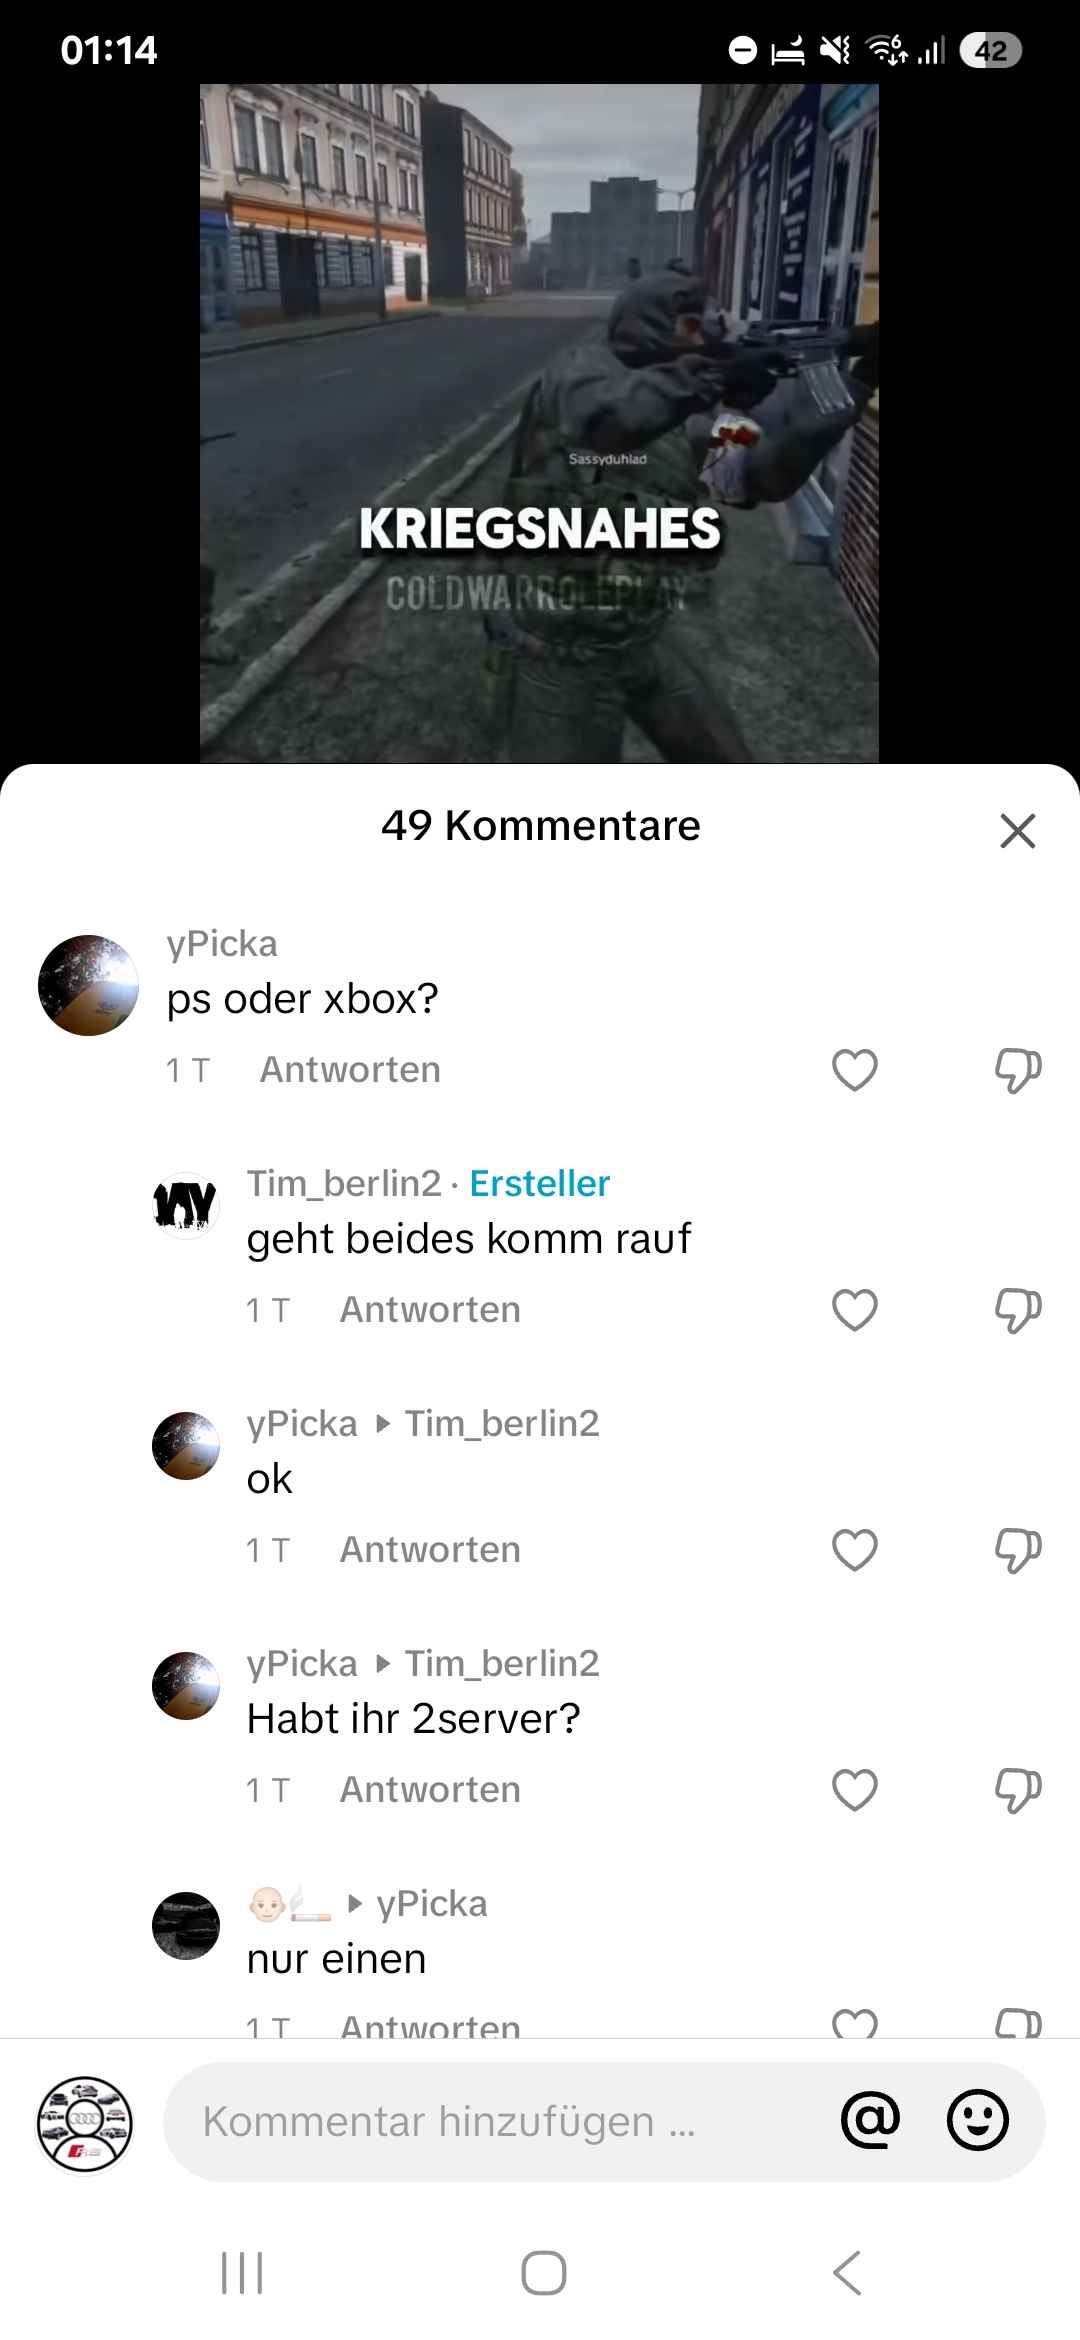 01:14
6
42
Sassyduhlad
KRIEGSNAHES
COLDWARROLEPLAY
49 Kommentare
yPicka
ps oder xbox?
1 T Antworten
Tim_berlin2 · Ersteller
geht beides komm rauf
1 T Antworten
yPicka ▸ Tim_berlin2
ok
1 T Antworten
yPicka ▸ Tim_berlin2
Habt ihr 2server?
1 T Antworten
👨🏻‍🦲🚬 ▸ yPicka
nur einen
1 T Antworten
Kommentar hinzufügen ...